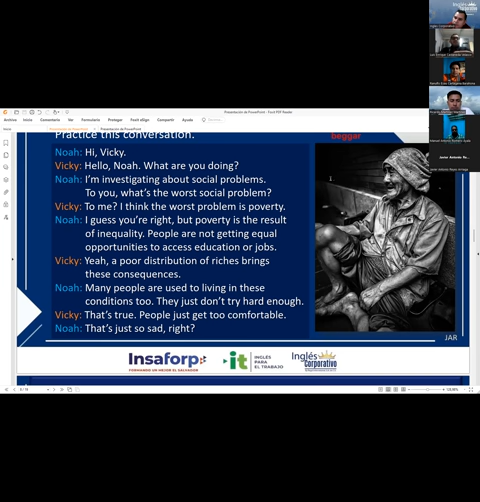 Inglés Corporativo
Presentación de PowerPoint - Foxit PDF Reader
Archivo Inicio Comentario Ver Formulario Proteger Foxit eSign Compartir Ayuda
Presentación de PowerPoint
Practice this conversation.
beggar
Noah: Hi, Vicky.
Vicky: Hello, Noah. What are you doing?
Noah: I'm investigating about social problems.
To you, what's the worst social problem?
Vicky: To me? I think the worst problem is poverty.
Noah: I guess you're right, but poverty is the result
of inequality. People are not getting equal
opportunities to access education or jobs.
Vicky: Yeah, a poor distribution of riches brings
these consequences.
Noah: Many people are used to living in these
conditions too. They just don't try hard enough.
Vicky: That's true. People just get too comfortable.
Noah: That's just so sad, right?
JAR
Insaforp
FORMANDO UN MEJOR EL SALVADOR
it
INGLÉS
PARA
EL TRABAJO
Inglés
Corporativo